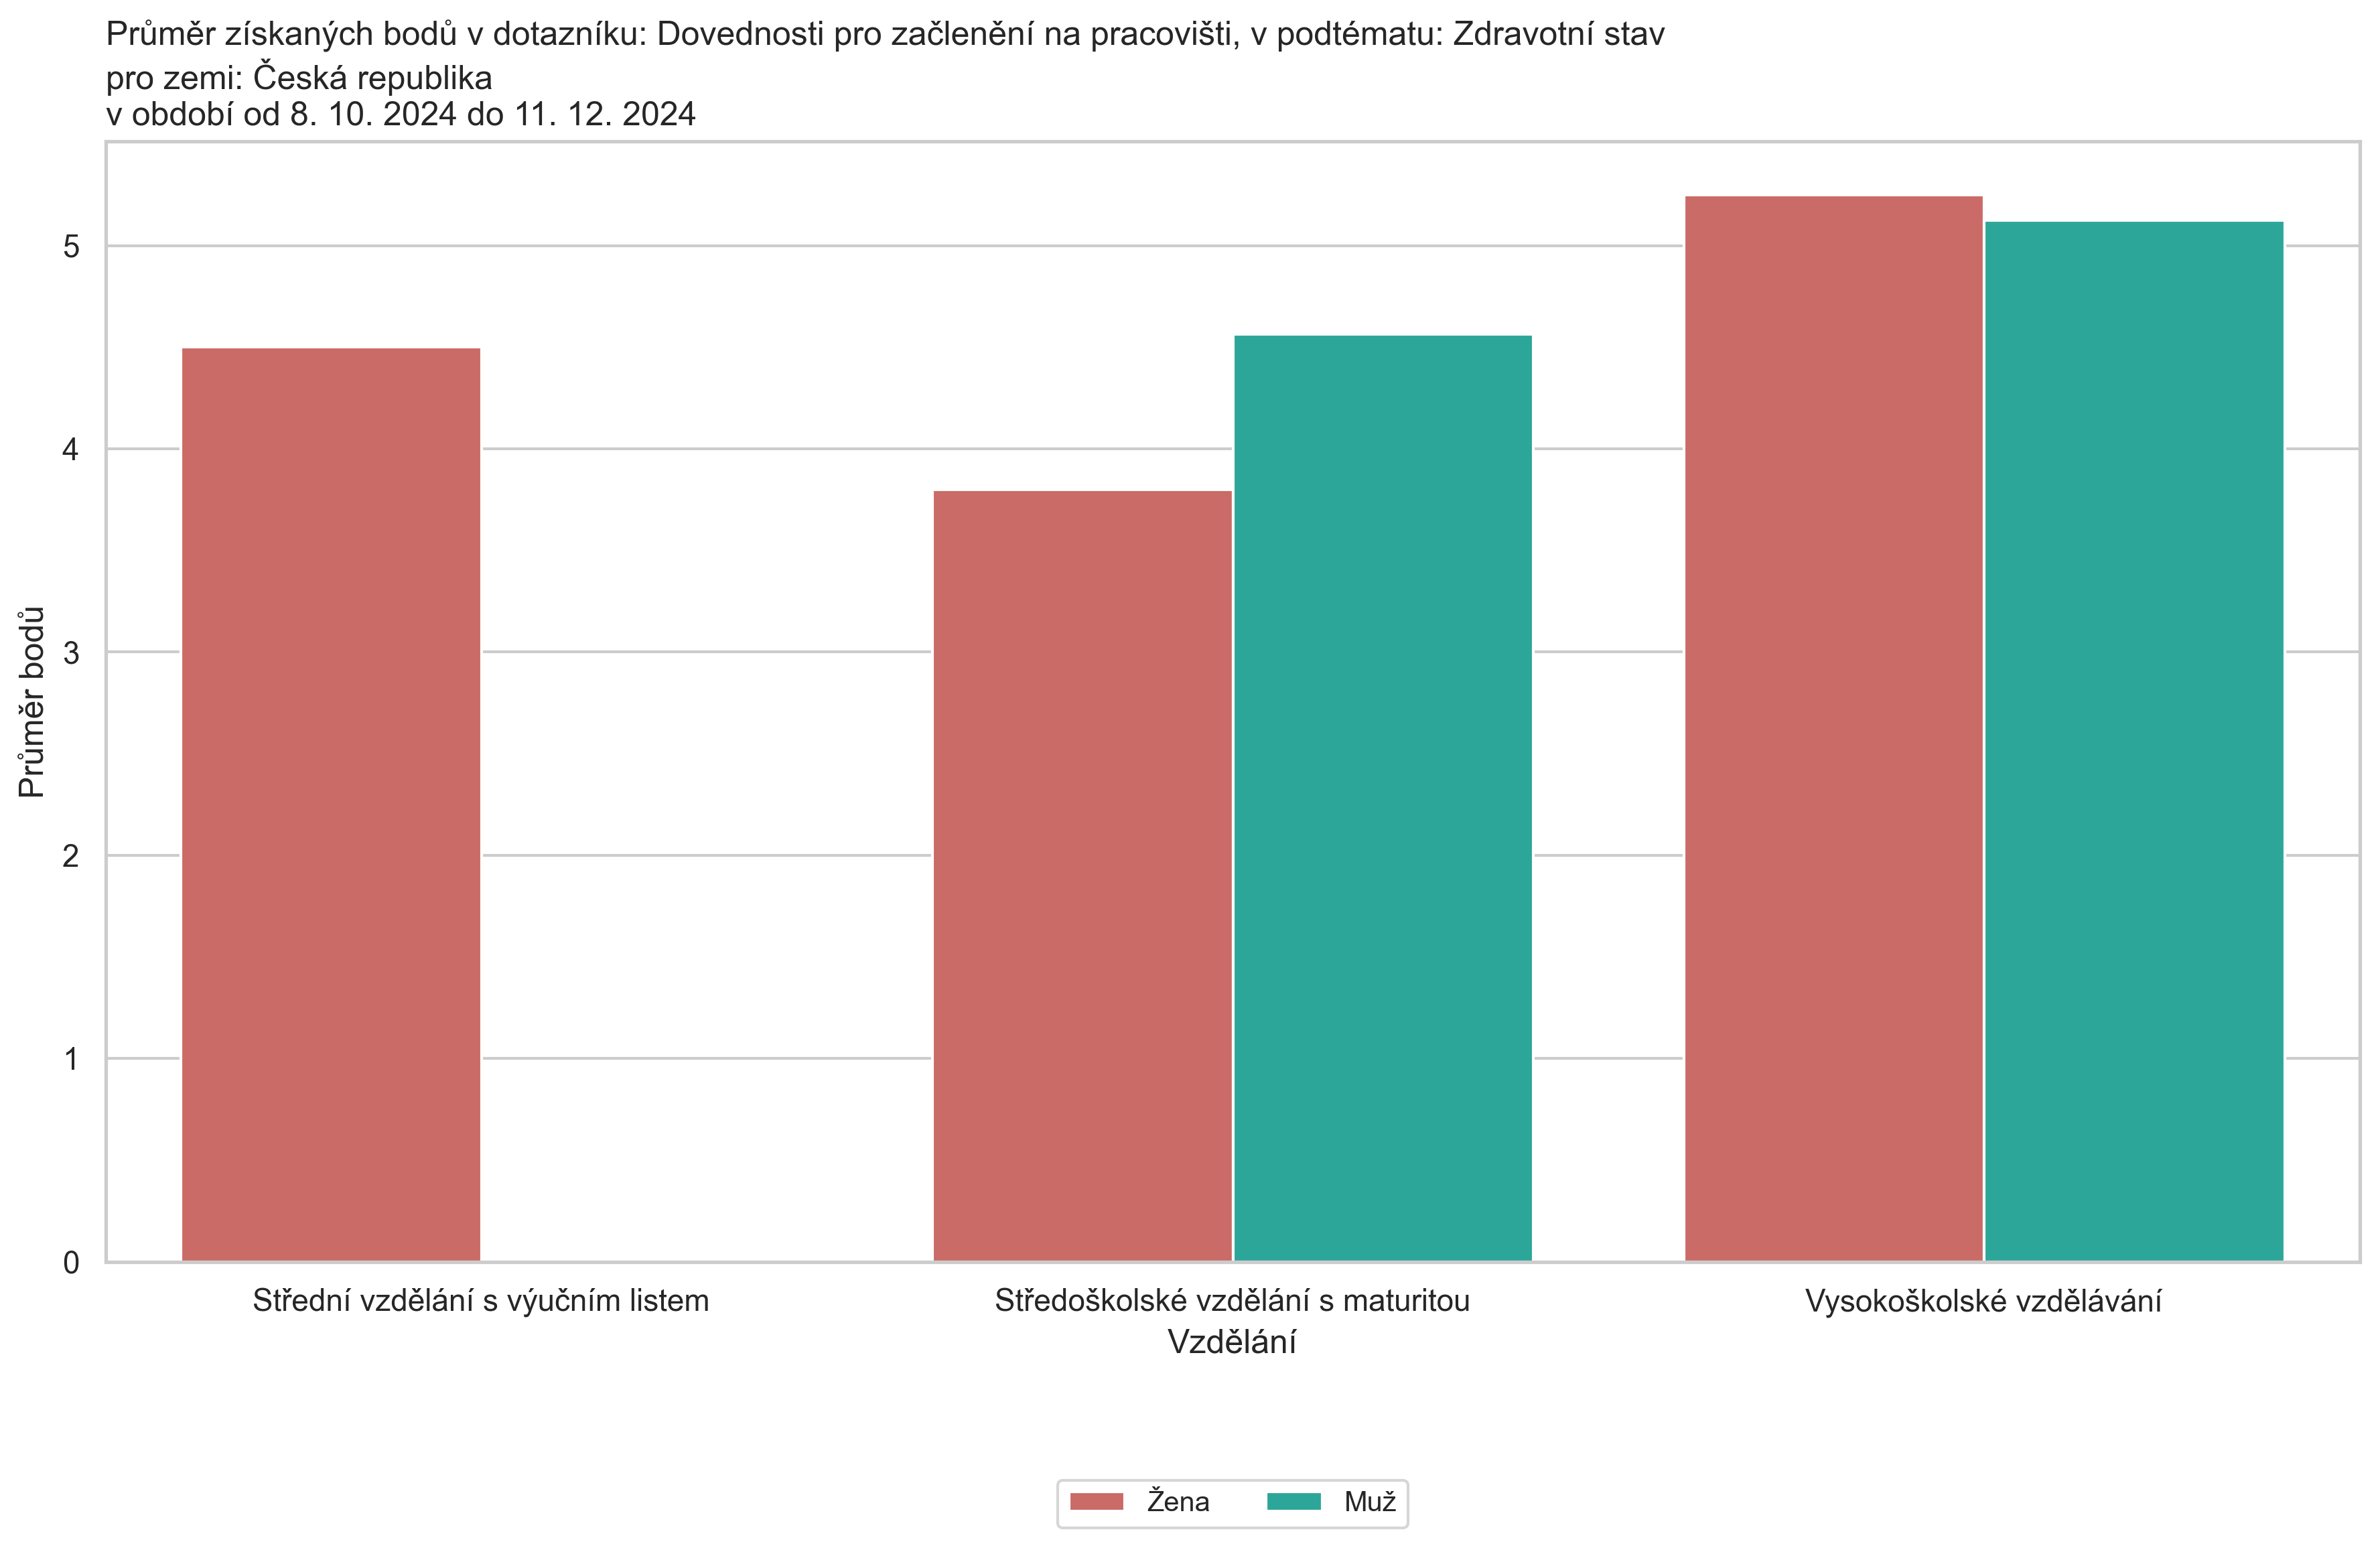 Průměr získaných bodů v dotazníku: Dovednosti pro začlenění na pracovišti, v podtématu: Zdravotní stav
pro zemi: Česká republika
v období od 8. 10. 2024 do 11. 12. 2024
Průměr bodů
5
4
3
2
1
0
Střední vzdělání s výučním listem
Středoškolské vzdělání s maturitou
Vysokoškolské vzdělávání
Vzdělání
Žena
Muž